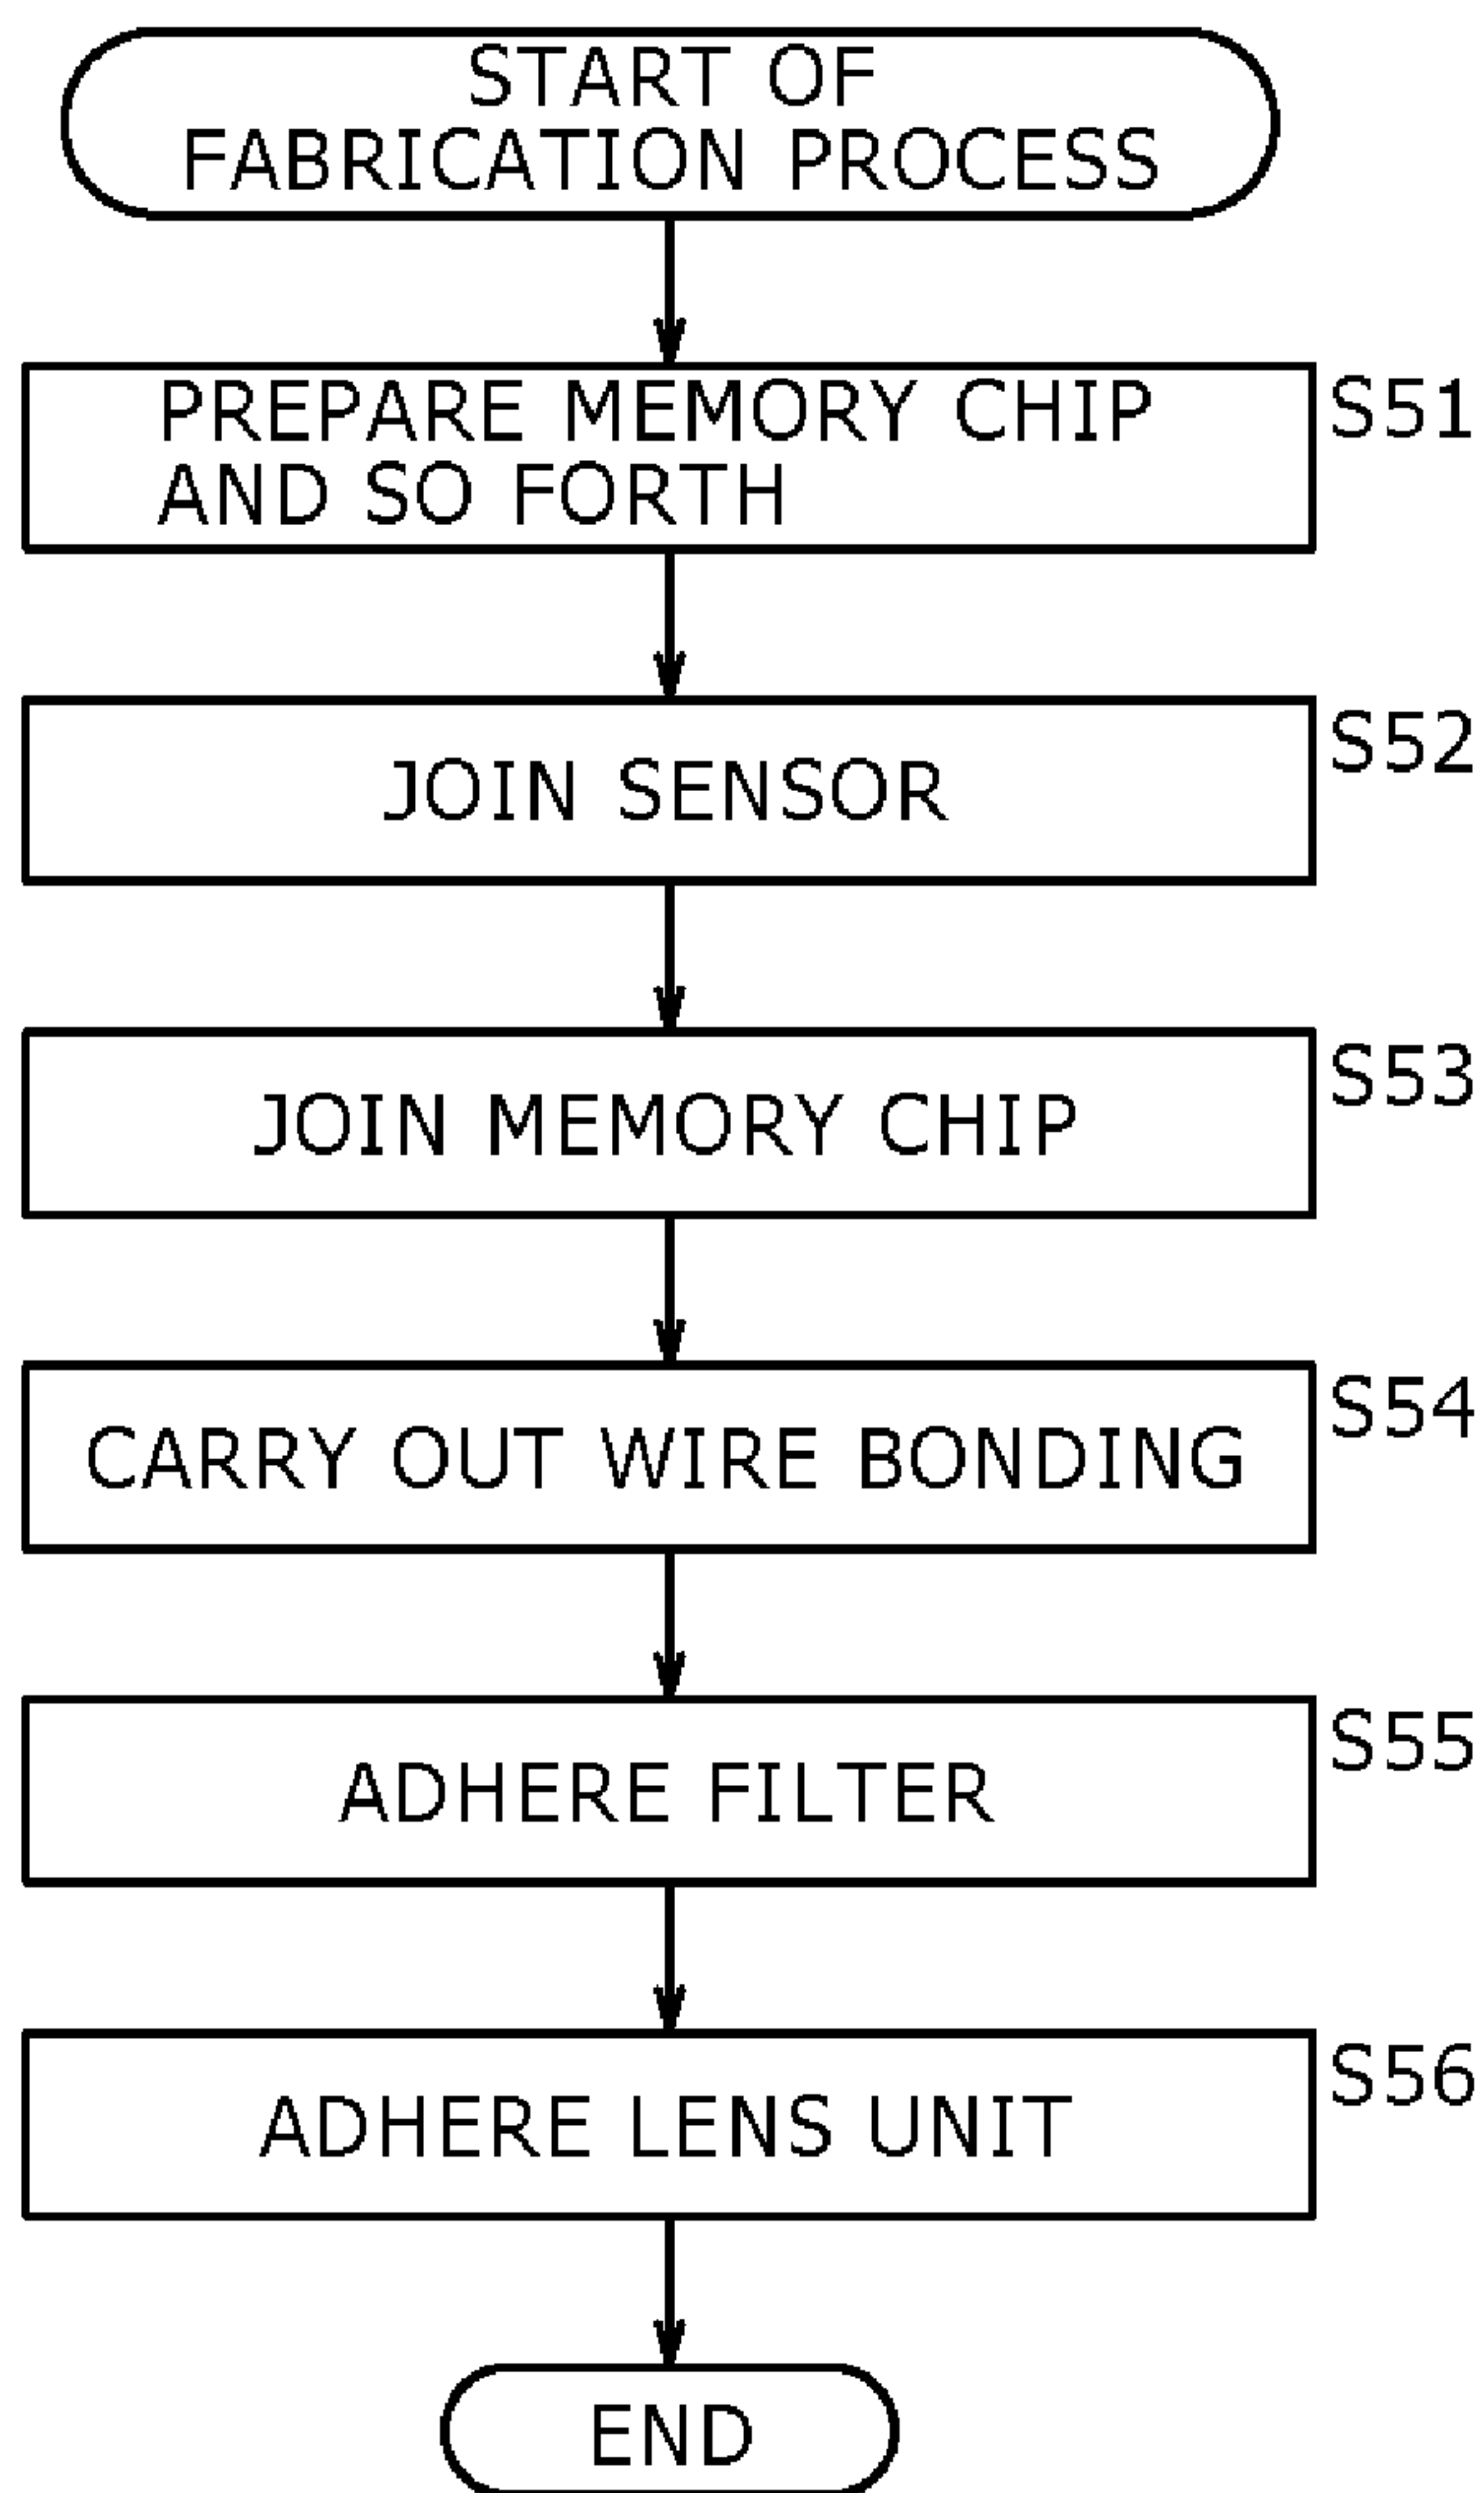 START OF
FABRICATION PROCESS
PREPARE MEMORY CHIP
AND SO FORTH
S51
JOIN SENSOR
S52
JOIN MEMORY CHIP
S53
CARRY OUT WIRE BONDING
S54
ADHERE FILTER
S55
ADHERE LENS UNIT
S56
END